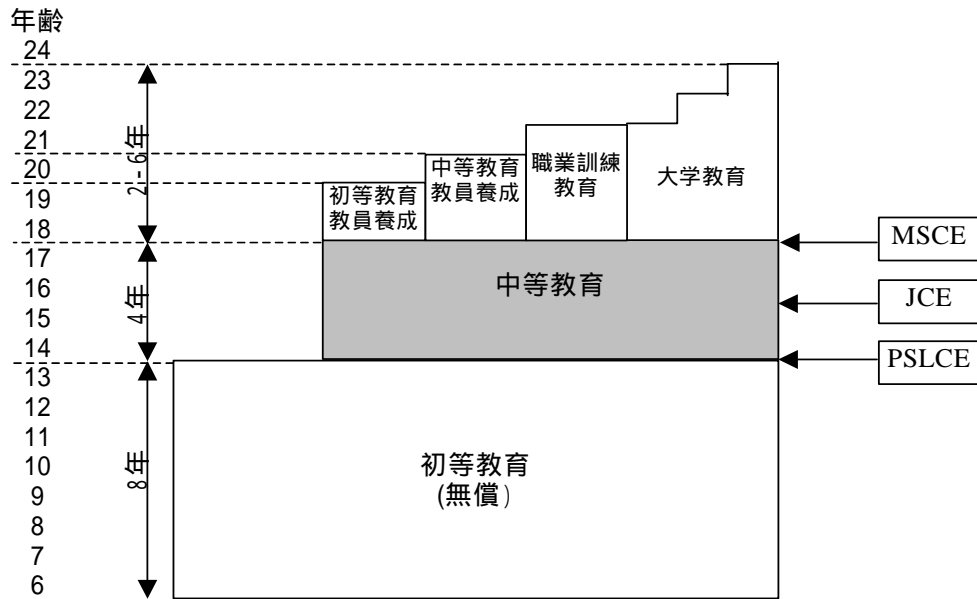 年齢
24
23
22
21
20
19
18
17
16
15
14
13
12
11
10
9
8
7
6
2-6年
4年
8年
初等教育
教員養成
中等教育
教員養成
職業訓練
教育
大学教育
中等教育
初等教育
(無償)
MSCE
JCE
PSLCE